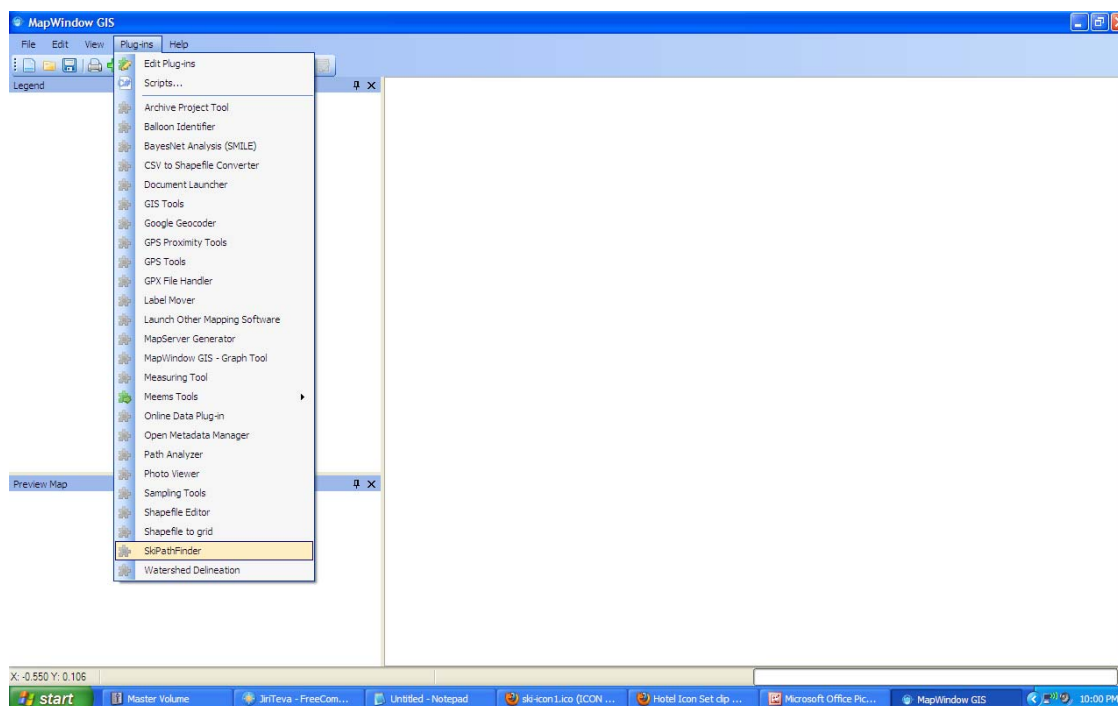 MapWindow GIS
File Edit View Plug-ins Help
Legend
Edit Plug-ins
Scripts...
Archive Project Tool
Balloon Identifier
BayesNet Analysis (SMILE)
CSV to Shapefile Converter
Document Launcher
GIS Tools
Google Geocoder
GPS Proximity Tools
GPS Tools
GPX File Handler
Label Mover
Launch Other Mapping Software
MapServer Generator
MapWindow GIS - Graph Tool
Measuring Tool
Meems Tools
Online Data Plug-in
Open Metadata Manager
Path Analyzer
Photo Viewer
Sampling Tools
Shapefile Editor
Shapefile to grid
SkiPathFinder
Watershed Delineation
Preview Map
X: -0.550 Y: 0.106
start Master Volume JiriTeva - FreeCom... Untitled - Notepad ski-icon1.ico (ICON ... Hotel Icon Set clip ... Microsoft Office Pic... MapWindow GIS 10:00 PM